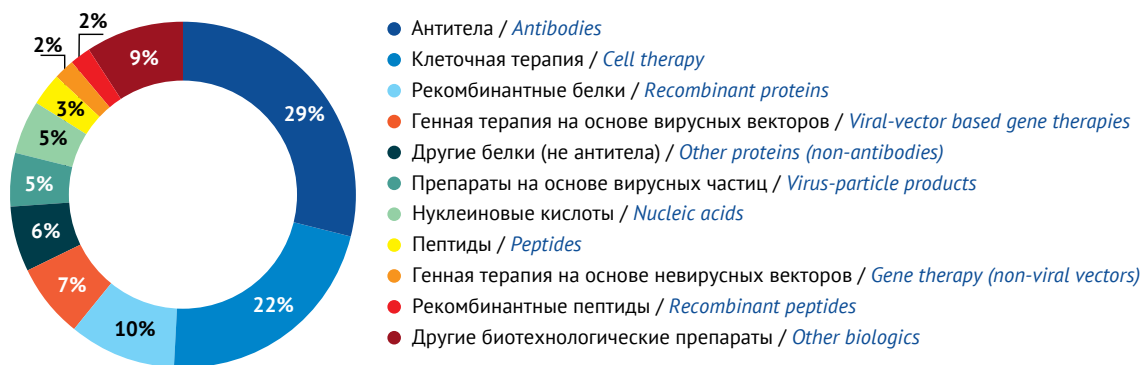 2%
2%
9%
29%
3%
5%
5%
6%
7%
10%
22%
Антитела / Antibodies
Клеточная терапия / Cell therapy
Рекомбинантные белки / Recombinant proteins
Генная терапия на основе вирусных векторов / Viral-vector based gene therapies
Другие белки (не антитела) / Other proteins (non-antibodies)
Препараты на основе вирусных частиц / Virus-particle products
Нуклеиновые кислоты / Nucleic acids
Пептиды / Peptides
Генная терапия на основе невирусных векторов / Gene therapy (non-viral vectors)
Рекомбинантные пептиды / Recombinant peptides
Другие биотехнологические препараты / Other biologics